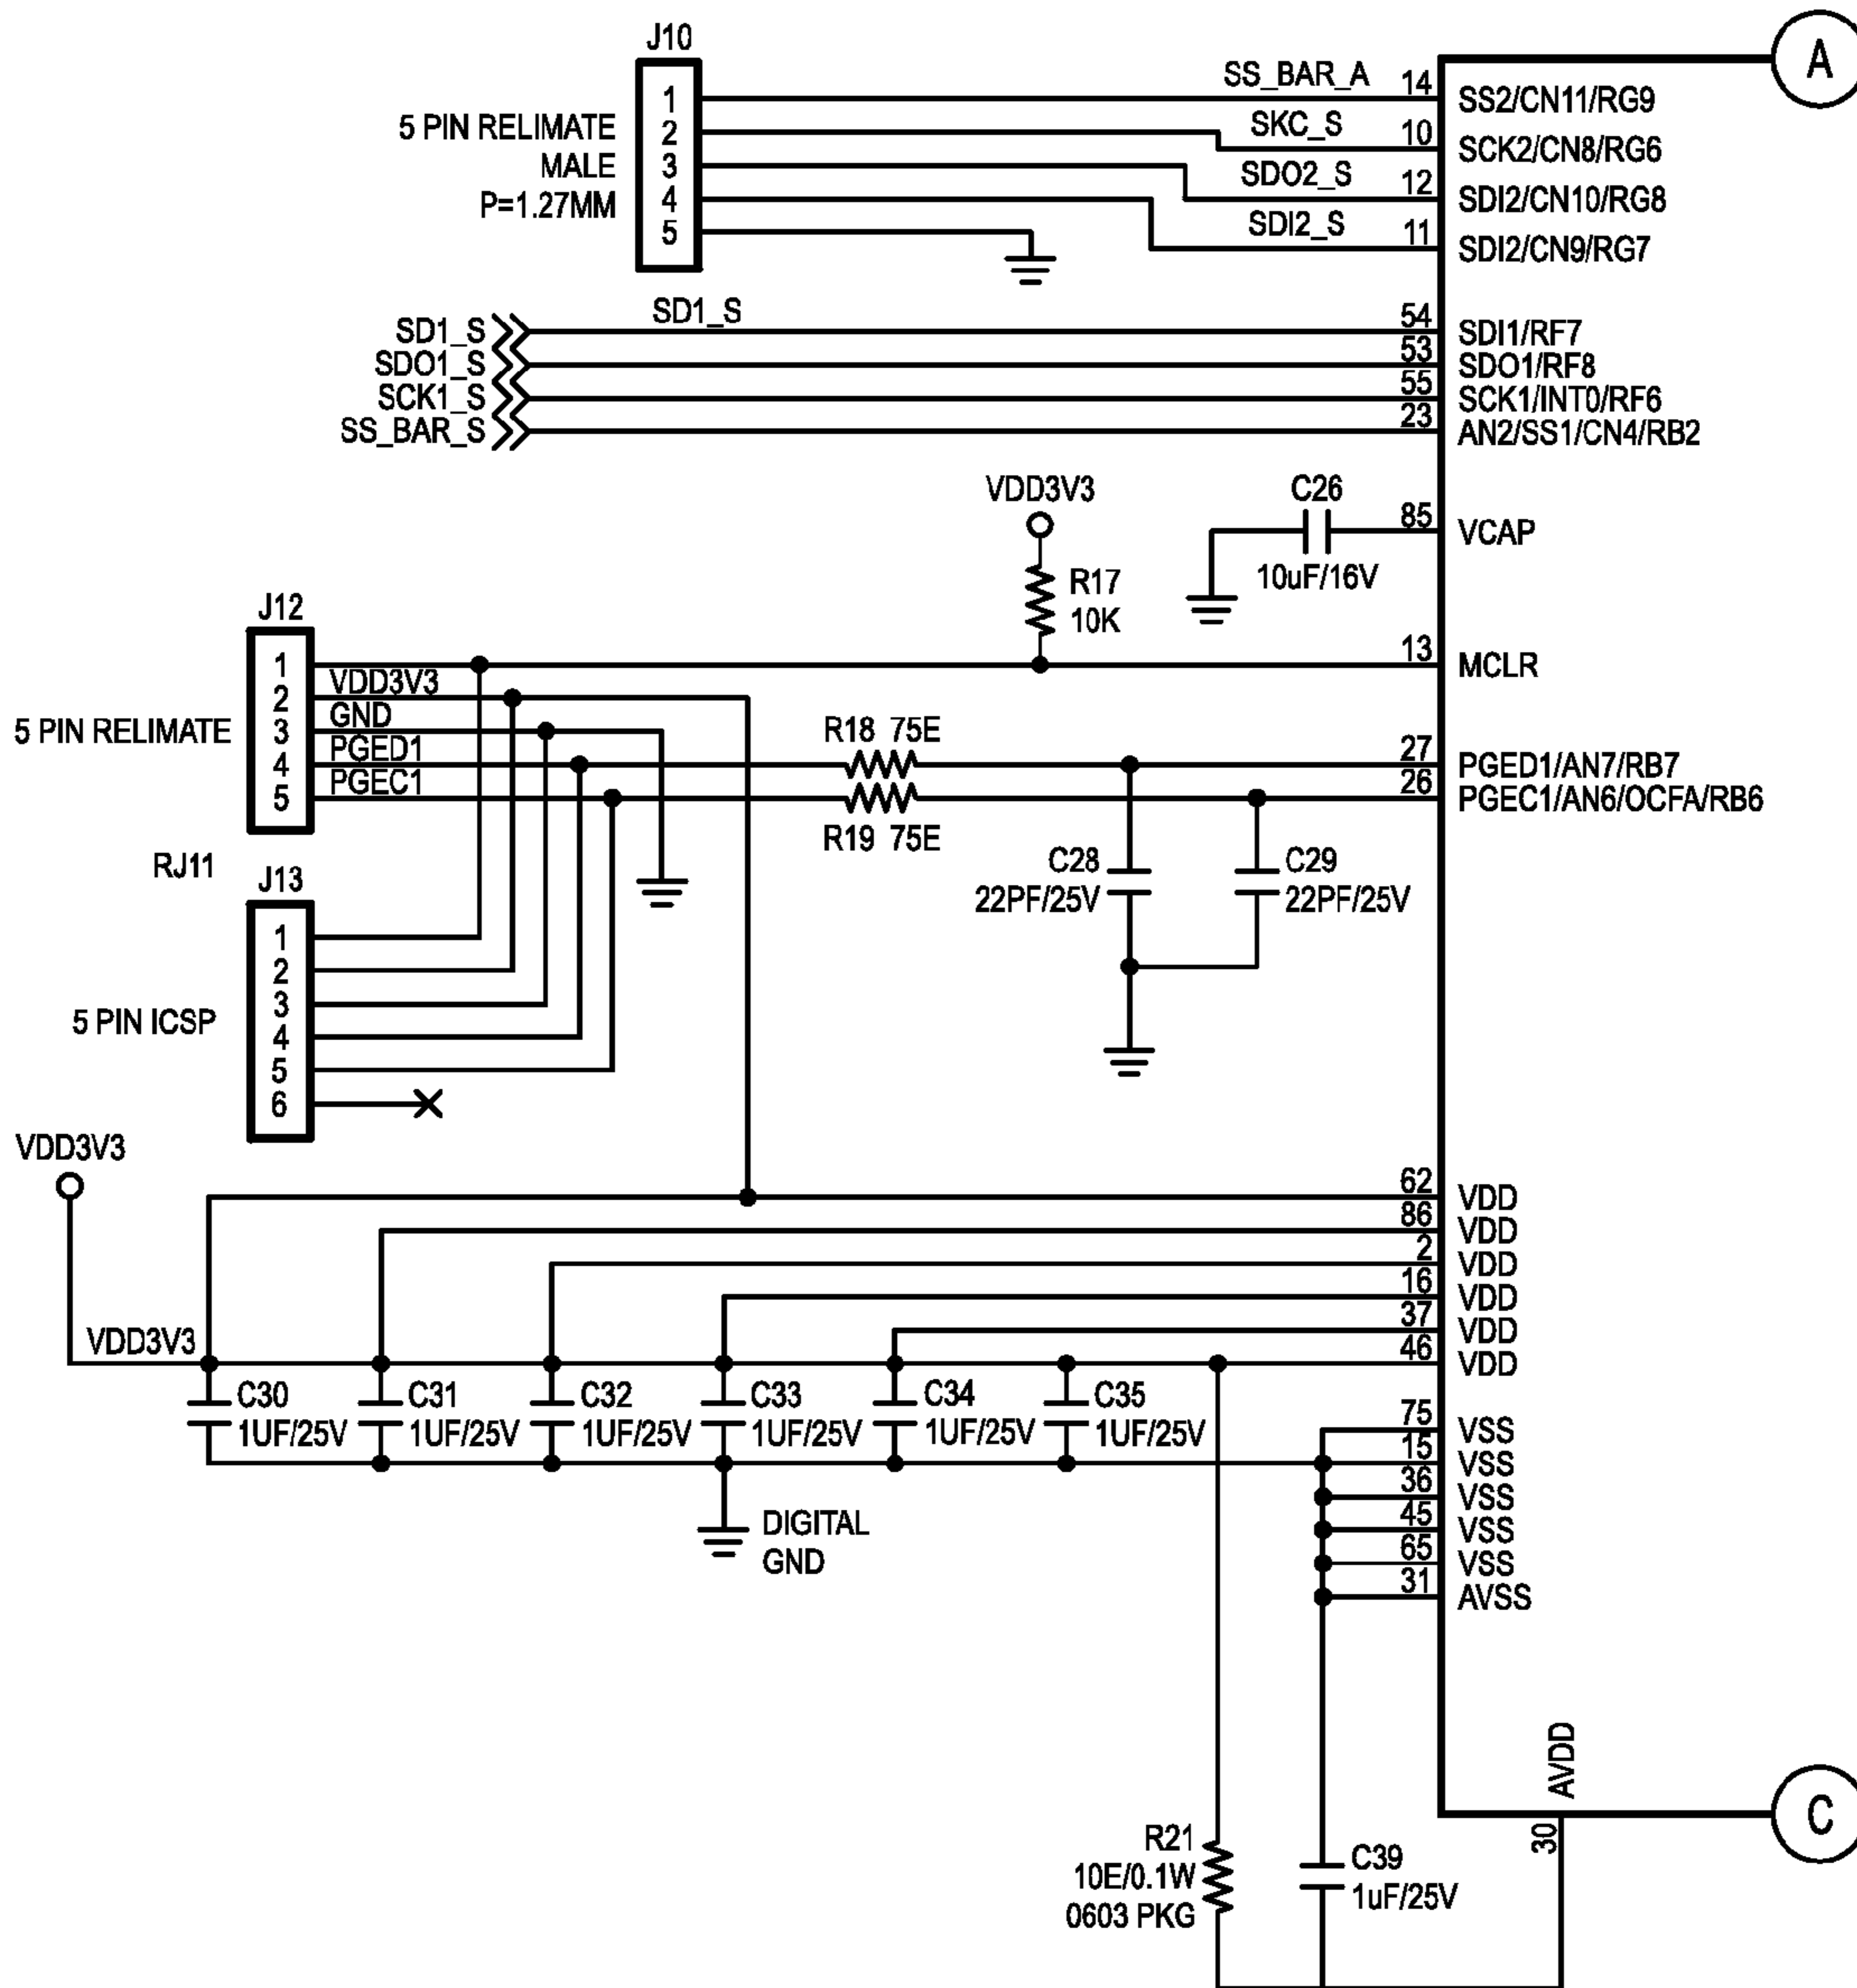 A
J10
5 PIN RELIMATE
MALE
P=1.27MM
1
2
3
4
5
SS_BAR_A 14 SS2/CN11/RG9
SKC_S 10 SCK2/CN8/RG6
SDO2_S 12 SDI2/CN10/RG8
SDI2_S 11 SDI2/CN9/RG7
SD1_S SD1_S 54 SDI1/RF7
SDO1_S 53 SDO1/RF8
SCK1_S 55 SCK1/INT0/RF6
SS_BAR_S 23 AN2/SS1/CN4/RB2
VDD3V3
R17
10K
C26
10uF/16V
85 VCAP
13 MCLR
J12
5 PIN RELIMATE
1
2 VDD3V3
3 GND
4 PGED1
5 PGEC1
R18 75E
R19 75E
27 PGED1/AN7/RB7
26 PGEC1/AN6/OCFA/RB6
C28
22PF/25V
C29
22PF/25V
RJ11
J13
5 PIN ICSP
1
2
3
4
5
6
VDD3V3
62 VDD
86 VDD
2 VDD
16 VDD
37 VDD
46 VDD
VDD3V3
C30
1UF/25V
C31
1UF/25V
C32
1UF/25V
C33
1UF/25V
C34
1UF/25V
C35
1UF/25V
75 VSS
15 VSS
36 VSS
45 VSS
65 VSS
31 AVSS
DIGITAL
GND
AVDD
30
C
R21
10E/0.1W
0603 PKG
C39
1uF/25V